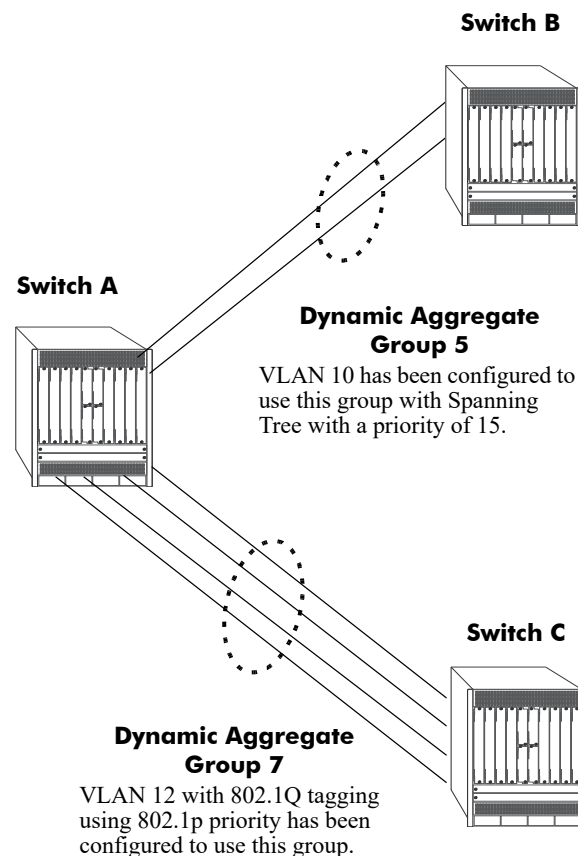 Switch B
Switch A
Dynamic Aggregate
Group 5
VLAN 10 has been configured to
use this group with Spanning
Tree with a priority of 15.
Switch C
Dynamic Aggregate
Group 7
VLAN 12 with 802.1Q tagging
using 802.1p priority has been
configured to use this group.